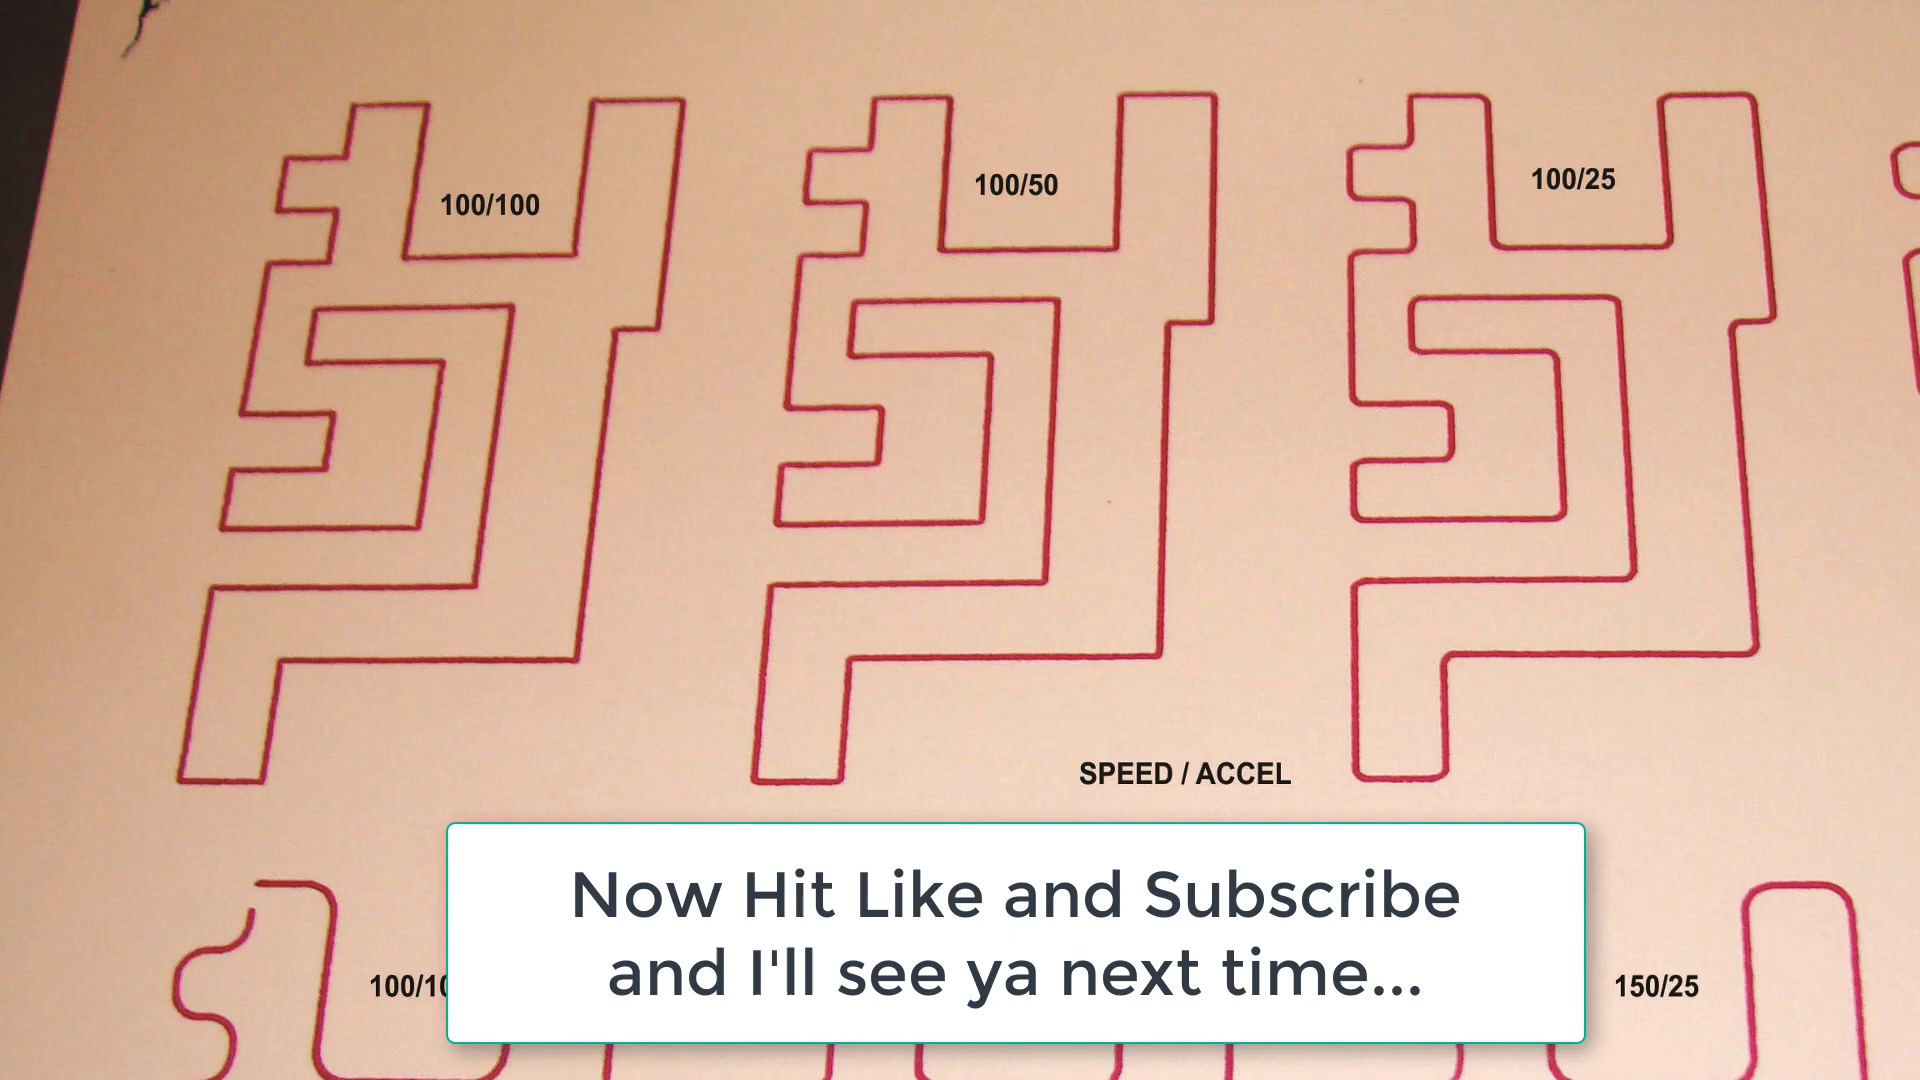 100/100
100/50
100/25
SPEED / ACCEL
Now Hit Like and Subscribe
and I'll see ya next time...
150/25